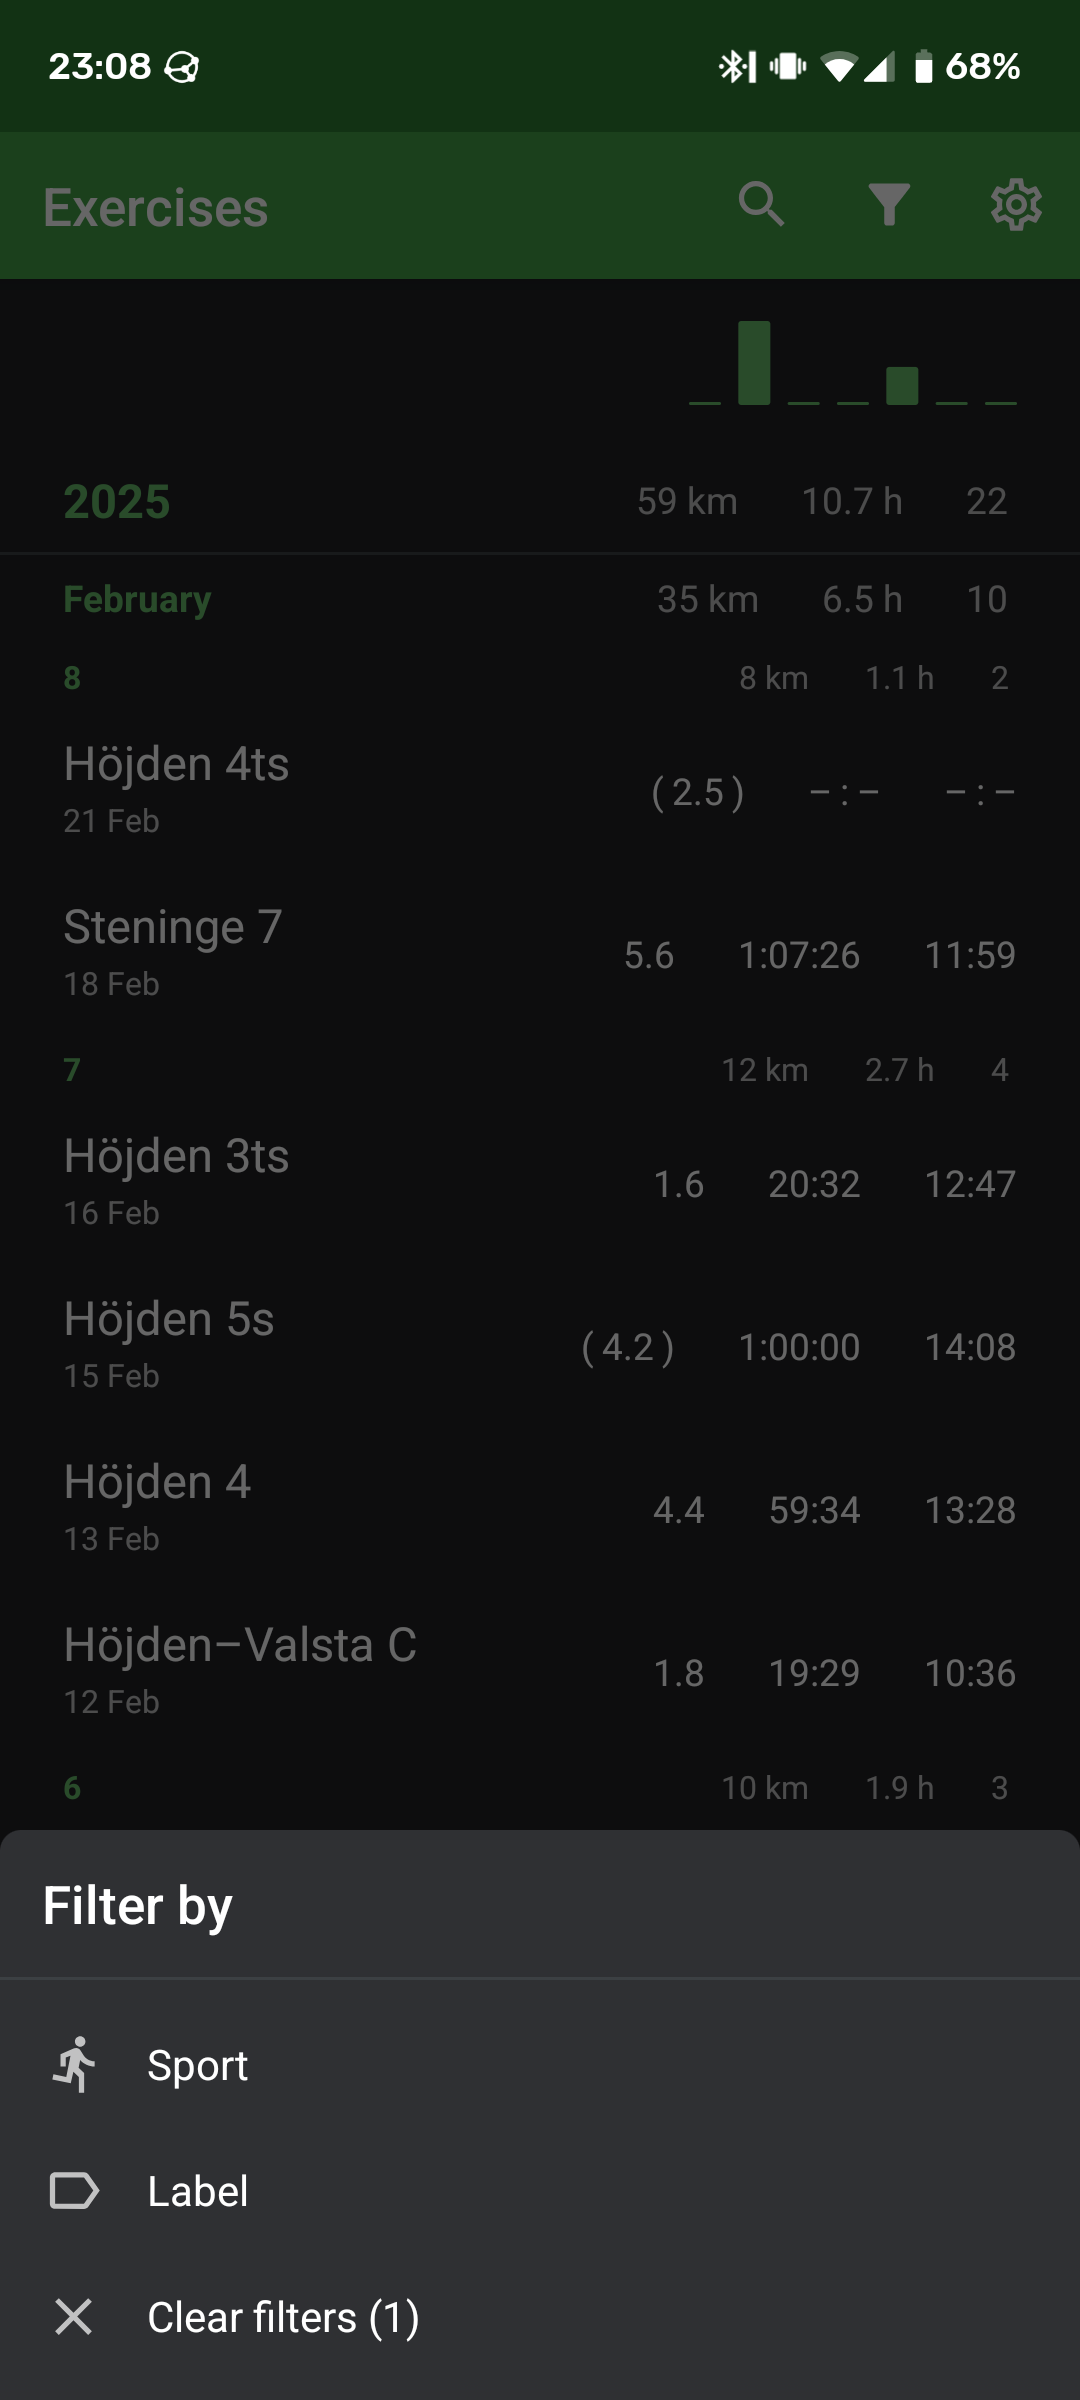 23:08 68%
Exercises
2025 59 km 10.7 h 22
February 35 km 6.5 h 10
8 8 km 1.1 h 2
Höjden 4ts
21 Feb
( 2.5 ) – : – – : –
Steninge 7
18 Feb
5.6 1:07:26 11:59
7 12 km 2.7 h 4
Höjden 3ts
16 Feb
1.6 20:32 12:47
Höjden 5s
15 Feb
( 4.2 ) 1:00:00 14:08
Höjden 4
13 Feb
4.4 59:34 13:28
Höjden–Valsta C
12 Feb
1.8 19:29 10:36
6 10 km 1.9 h 3
Filter by
Sport
Label
Clear filters (1)